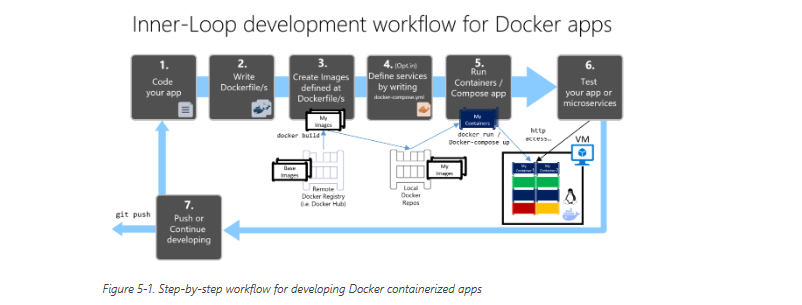 Inner-Loop development workflow for Docker apps
1.
Code
your app
2.
Write
Dockerfile/s
3.
Create Images
defined at
Dockerfile/s
4. (Opt in)
Define services
by writing
docker-compose.yml
5.
Run
Containers /
Compose app
6.
Test
your app or
microservices
My
Images
docker build
My
Containers
docker run /
Docker-compose up
http
access…
VM
Base
Images
Remote
Docker Registry
(i.e. Docker Hub)
My
Images
Local
Docker
Repos
My
My
7.
Push or
Continue
developing
git push
Figure 5-1. Step-by-step workflow for developing Docker containerized apps